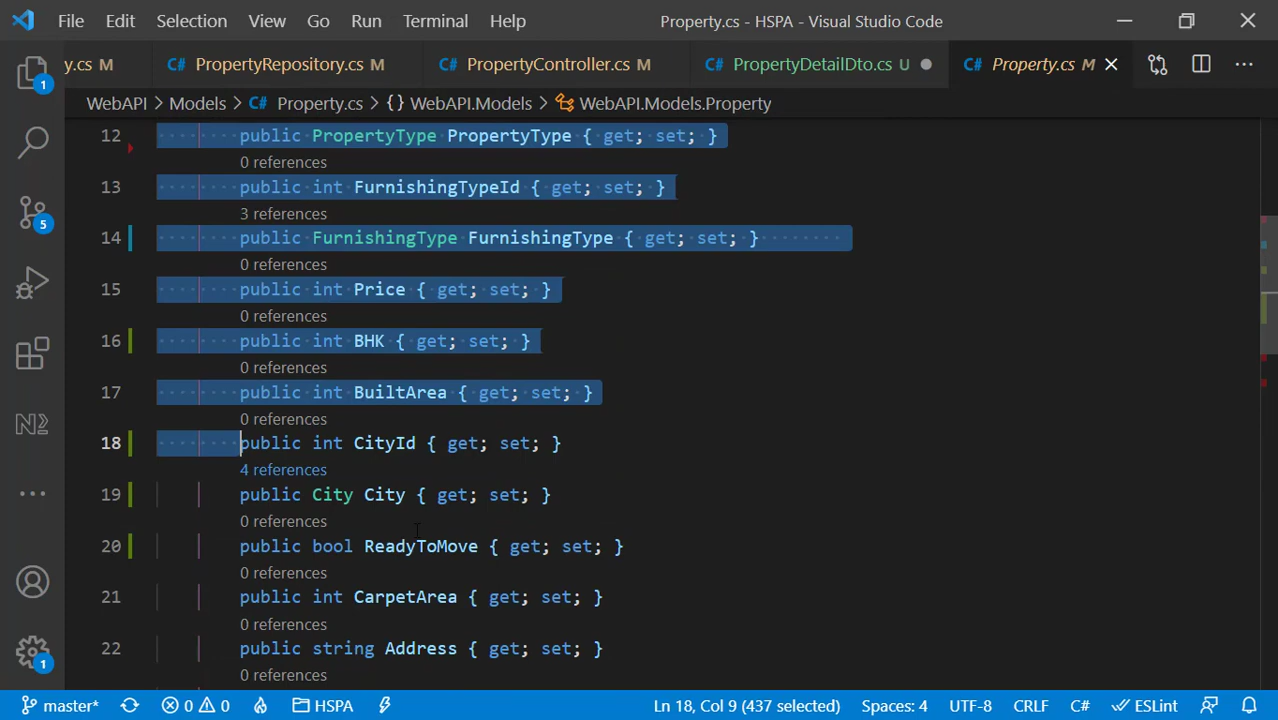 File Edit Selection View Go Run Terminal Help Property.cs - HSPA - Visual Studio Code
y.cs M C# PropertyRepository.cs M C# PropertyController.cs M C# PropertyDetailDto.cs U C# Property.cs M
WebAPI > Models > C# Property.cs > {} WebAPI.Models > WebAPI.Models.Property
12 public PropertyType PropertyType { get; set; }
0 references
13 public int FurnishingTypeId { get; set; }
3 references
14 public FurnishingType FurnishingType { get; set; }
0 references
15 public int Price { get; set; }
0 references
16 public int BHK { get; set; }
0 references
17 public int BuiltArea { get; set; }
0 references
18 public int CityId { get; set; }
4 references
19 public City City { get; set; }
0 references
20 public bool ReadyToMove { get; set; }
0 references
21 public int CarpetArea { get; set; }
0 references
22 public string Address { get; set; }
0 references
1
5
N2
1
master* 0 0 HSPA Ln 18, Col 9 (437 selected) Spaces: 4 UTF-8 CRLF C# ESLint